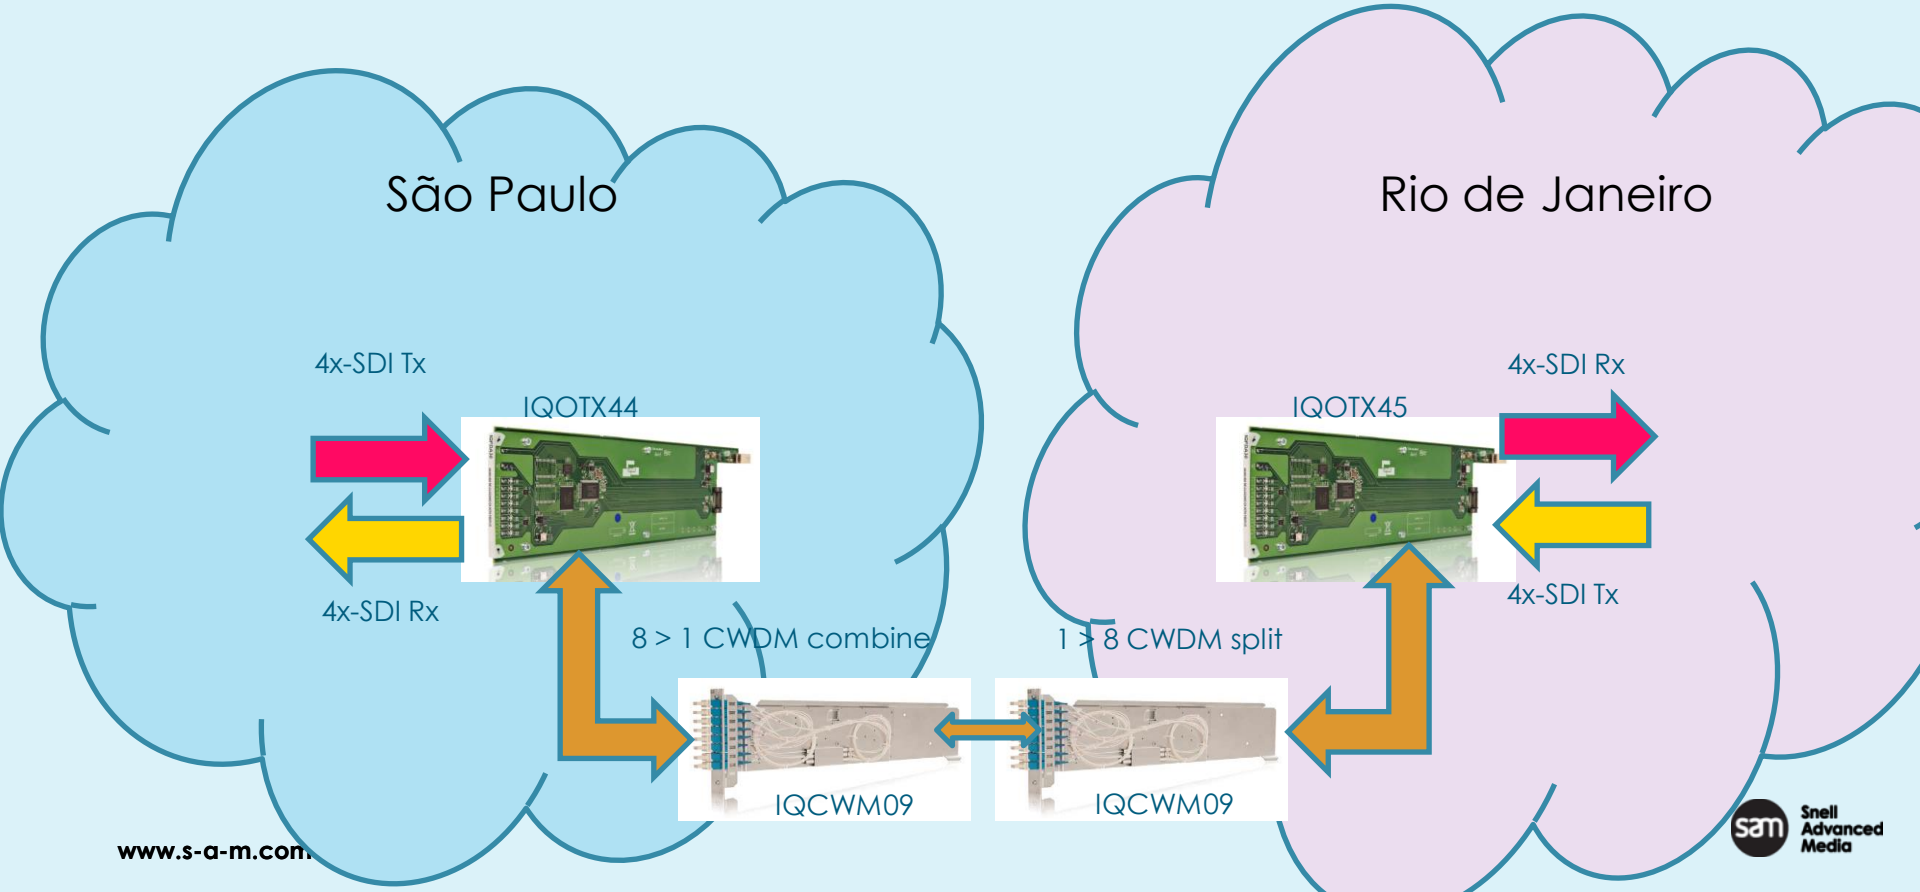 São Paulo
Rio de Janeiro
4x-SDI Tx
4x-SDI Rx
IQOTX44
IQOTX45
4x-SDI Rx
4x-SDI Tx
8 > 1 CWDM combine
1 > 8 CWDM split
IQCWM09
IQCWM09
www.s-a-m.com
sam
Snell
Advanced
Media